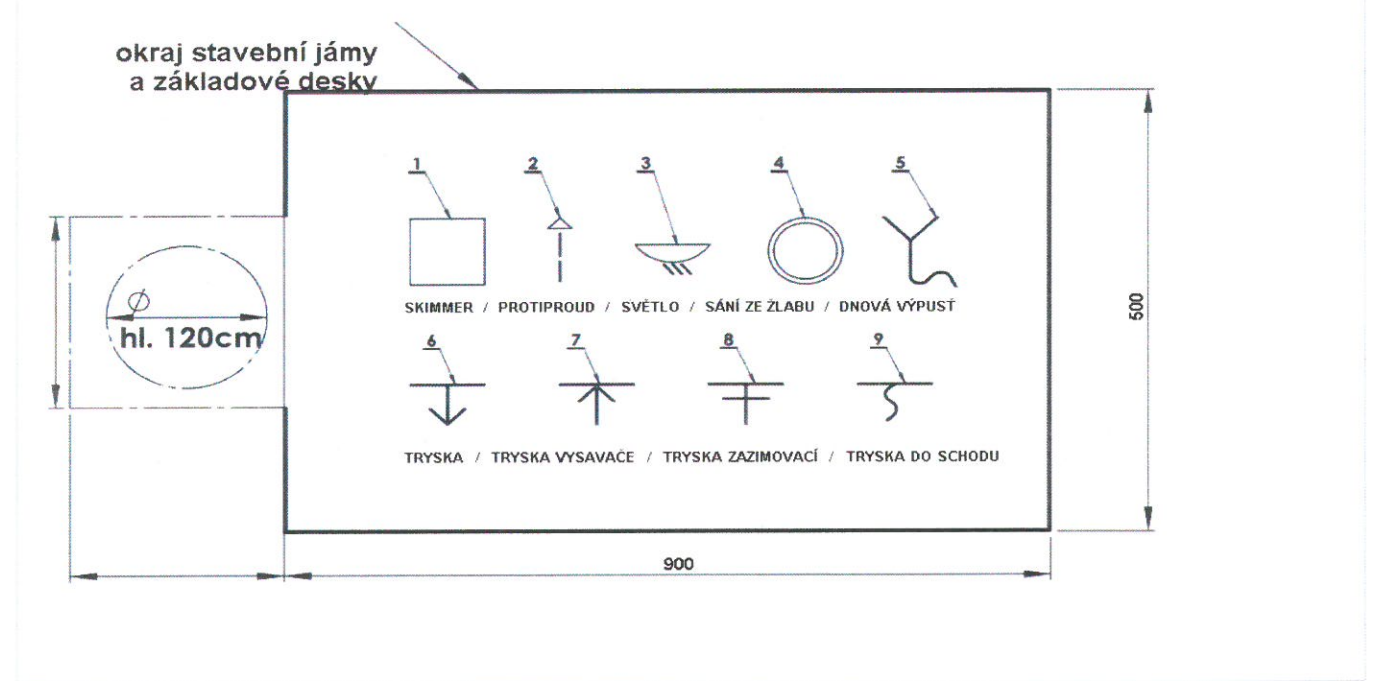 okraj stavební jámy
a základové desky
1 2 3 4 5
SKIMMER / PROTIPROUD / SVĚTLO / SÁNÍ ZE ŽLABU / DNOVÁ VÝPUSŤ
Ø
hl. 120cm
500
6 7 8 9
TRYSKA / TRYSKA VYSAVAČE / TRYSKA ZAZIMOVACÍ / TRYSKA DO SCHODU
900